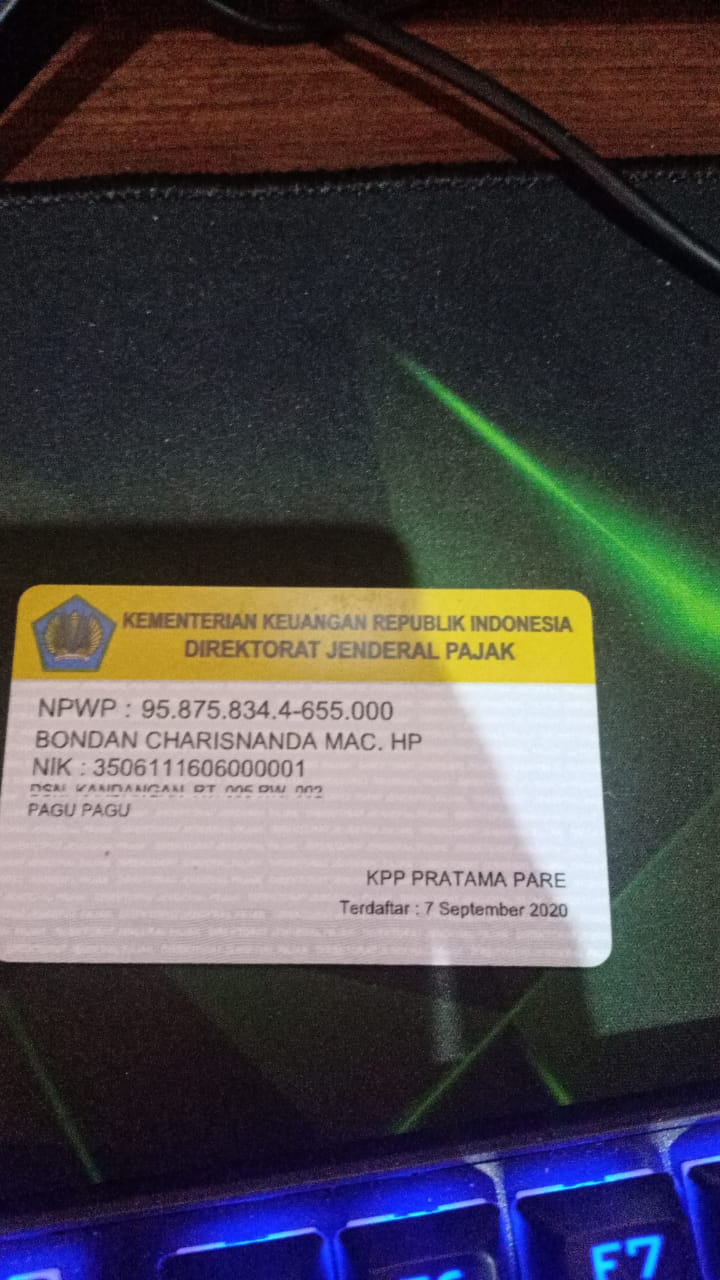 KEMENTERIAN KEUANGAN REPUBLIK INDONESIA
DIREKTORAT JENDERAL PAJAK
NPWP : 95.875.834.4-655.000
BONDAN CHARISNANDA MAC. HP
NIK : 3506111606000001
DSN. KANDANGAN, RT. 005 RW. 002
PAGU PAGU
KPP PRATAMA PARE
Terdaftar : 7 September 2020
F7